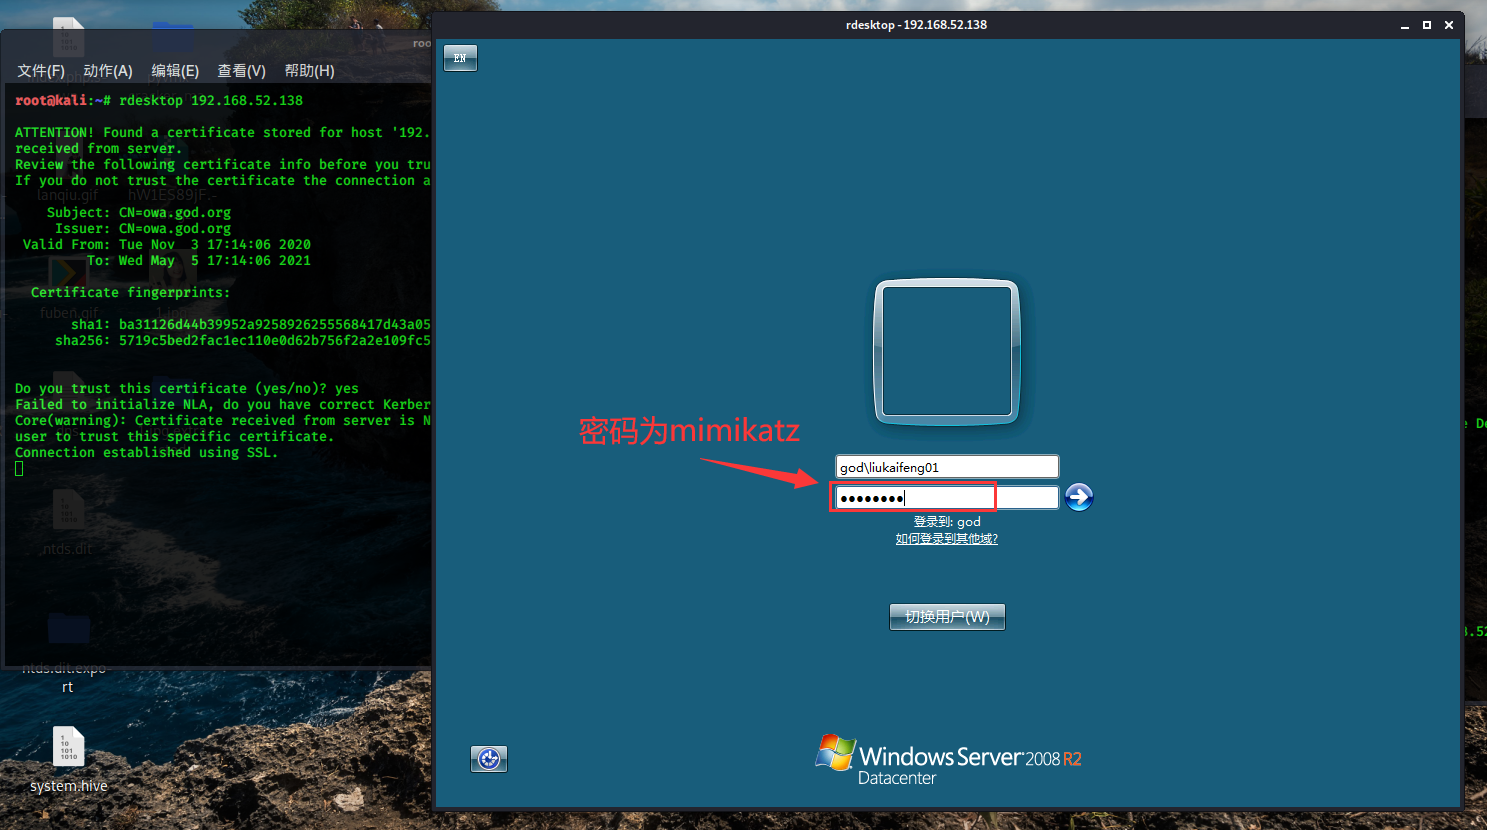 rdesktop - 192.168.52.138
roo
文件(F) 动作(A) 编辑(E) 查看(V) 帮助(H)
root@kali:~# rdesktop 192.168.52.138
ATTENTION! Found a certificate stored for host '192.
received from server.
Review the following certificate info before you tru
If you do not trust the certificate the connection a
lanqiu.gif hW1ES89jF.-
Subject: CN=owa.god.org
Issuer: CN=owa.god.org
Valid From: Tue Nov 3 17:14:06 2020
To: Wed May 5 17:14:06 2021
Certificate fingerprints:
fuben.gif
sha1: ba31126d44b39952a9258926255568417d43a05
sha256: 5719c5bed2fac1ec110e0d62b756f2a2e109fc5
Do you trust this certificate (yes/no)? yes
Failed to initialize NLA, do you have correct Kerber
Core(warning): Certificate received from server is N
user to trust this specific certificate.
Connection established using SSL.
ntds.dit
ntds.dit.expo
rt
system.hive
EN
密码为mimikatz
god\liukaifeng01
登录到: god
如何登录到其他域?
切换用户(W)
Windows Server 2008 R2
Datacenter
e De
3.52